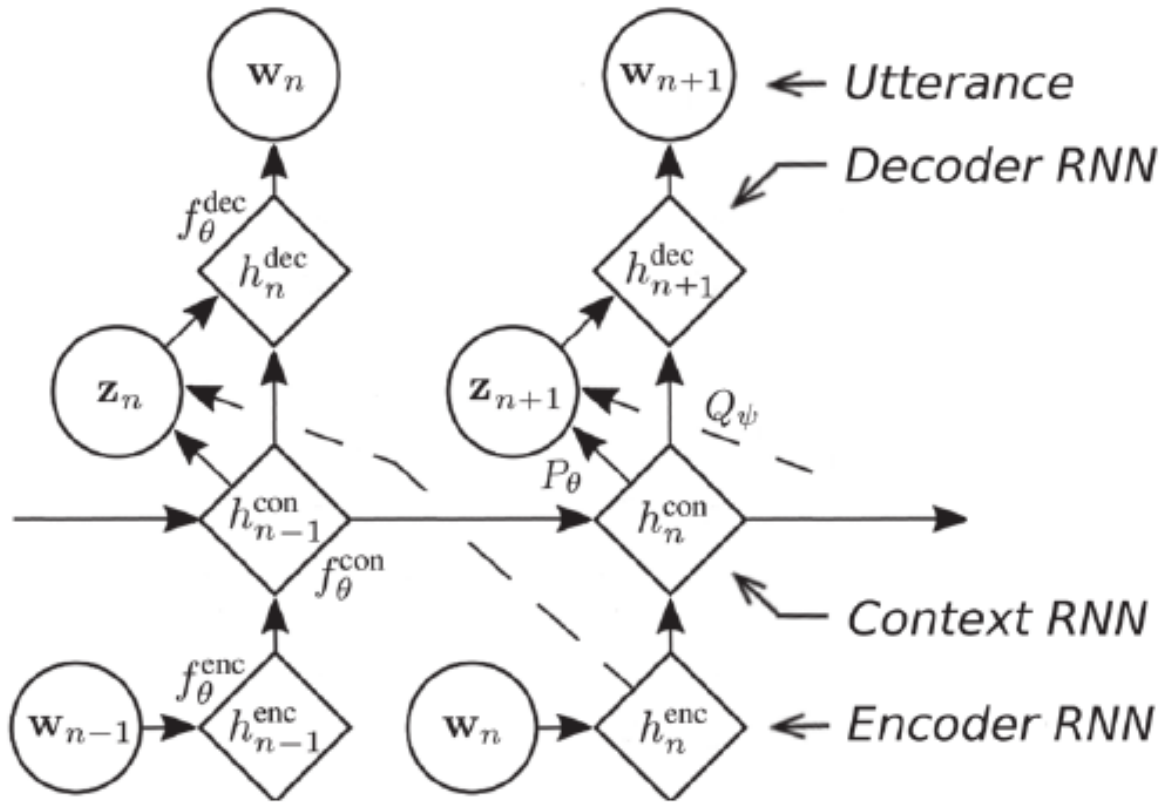 w_n w_{n+1} Utterance
Decoder RNN
f_θ^{dec}
h_n^{dec} h_{n+1}^{dec}
z_n z_{n+1} Q_ψ
P_θ
h_{n-1}^{con} h_n^{con}
f_θ^{con}
Context RNN
f_θ^{enc}
w_{n-1} h_{n-1}^{enc} w_n h_n^{enc} Encoder RNN